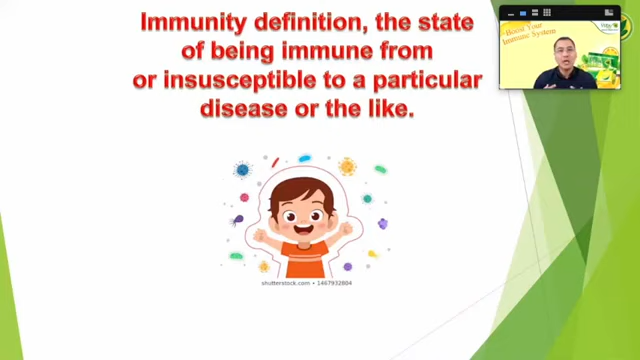 Immunity definition, the state
of being immune from
or insusceptible to a particular
disease or the like.
Boost Your
Immune System
shutterstock.com • 1467932804